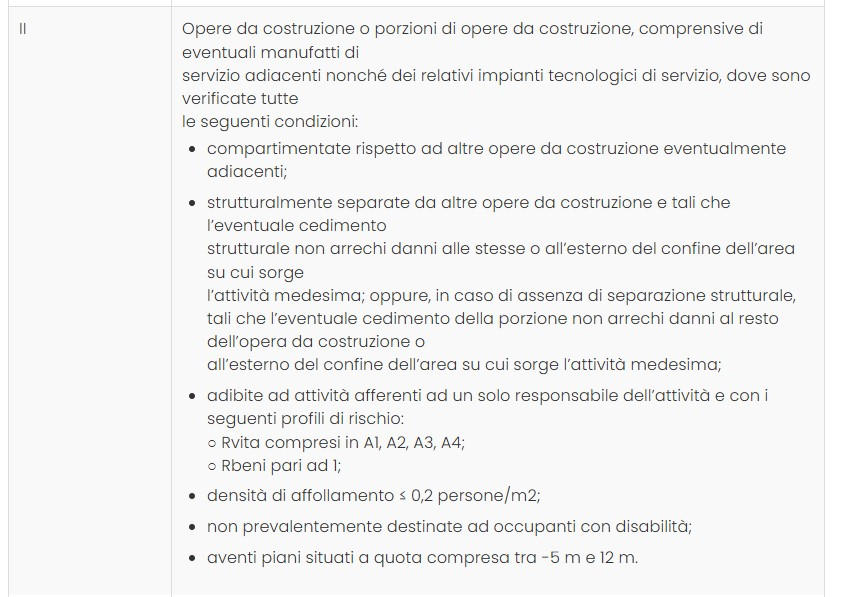 II
Opere da costruzione o porzioni di opere da costruzione, comprensive di
eventuali manufatti di
servizio adiacenti nonché dei relativi impianti tecnologici di servizio, dove sono
verificate tutte
le seguenti condizioni:
• compartimentate rispetto ad altre opere da costruzione eventualmente
adiacenti;
• strutturalmente separate da altre opere da costruzione e tali che
l’eventuale cedimento
strutturale non arrechi danni alle stesse o all’esterno del confine dell’area
su cui sorge
l’attività medesima; oppure, in caso di assenza di separazione strutturale,
tali che l’eventuale cedimento della porzione non arrechi danni al resto
dell’opera da costruzione o
all’esterno del confine dell’area su cui sorge l’attività medesima;
• adibite ad attività afferenti ad un solo responsabile dell’attività e con i
seguenti profili di rischio:
○ Rvita compresi in A1, A2, A3, A4;
○ Rbeni pari ad 1;
• densità di affollamento ≤ 0,2 persone/m2;
• non prevalentemente destinate ad occupanti con disabilità;
• aventi piani situati a quota compresa tra -5 m e 12 m.